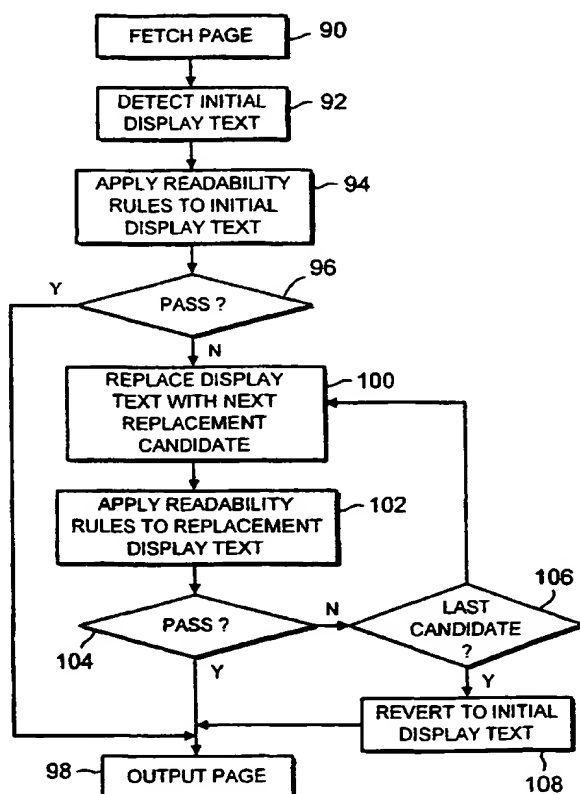 FETCH PAGE
90
DETECT INITIAL
DISPLAY TEXT
92
APPLY READABILITY
RULES TO INITIAL
DISPLAY TEXT
94
PASS ?
96
Y
N
REPLACE DISPLAY
TEXT WITH NEXT
REPLACEMENT
CANDIDATE
100
APPLY READABILITY
RULES TO REPLACEMENT
DISPLAY TEXT
102
PASS ?
104
N
Y
LAST
CANDIDATE
?
106
Y
REVERT TO INITIAL
DISPLAY TEXT
108
98
OUTPUT PAGE